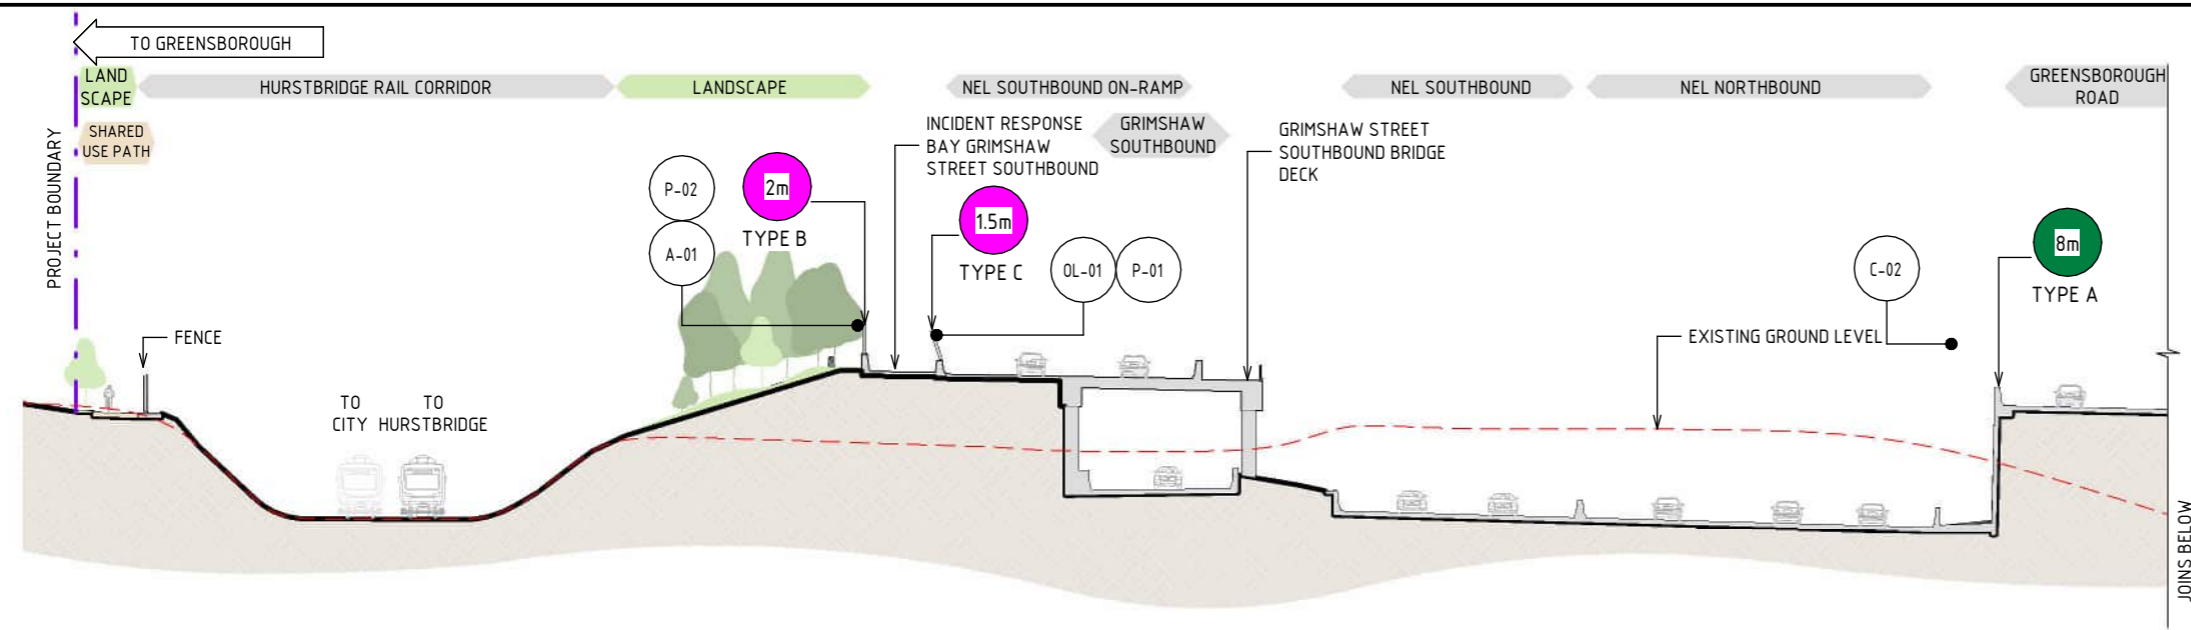 TO GREENSBOROUGH
LAND
SCAPE
HURSTBRIDGE RAIL CORRIDOR
LANDSCAPE
NEL SOUTHBOUND ON-RAMP
NEL SOUTHBOUND
NEL NORTHBOUND
GREENSBOROUGH
ROAD
SHARED
USE PATH
INCIDENT RESPONSE
BAY GRIMSHAW
STREET SOUTHBOUND
GRIMSHAW
SOUTHBOUND
GRIMSHAW STREET
SOUTHBOUND BRIDGE
DECK
PROJECT BOUNDARY
P-02
2m
TYPE B
A-01
1.5m
TYPE C
OL-01
P-01
C-02
8m
TYPE A
FENCE
EXISTING GROUND LEVEL
TO
CITY
TO
HURSTBRIDGE
JOINS BELOW